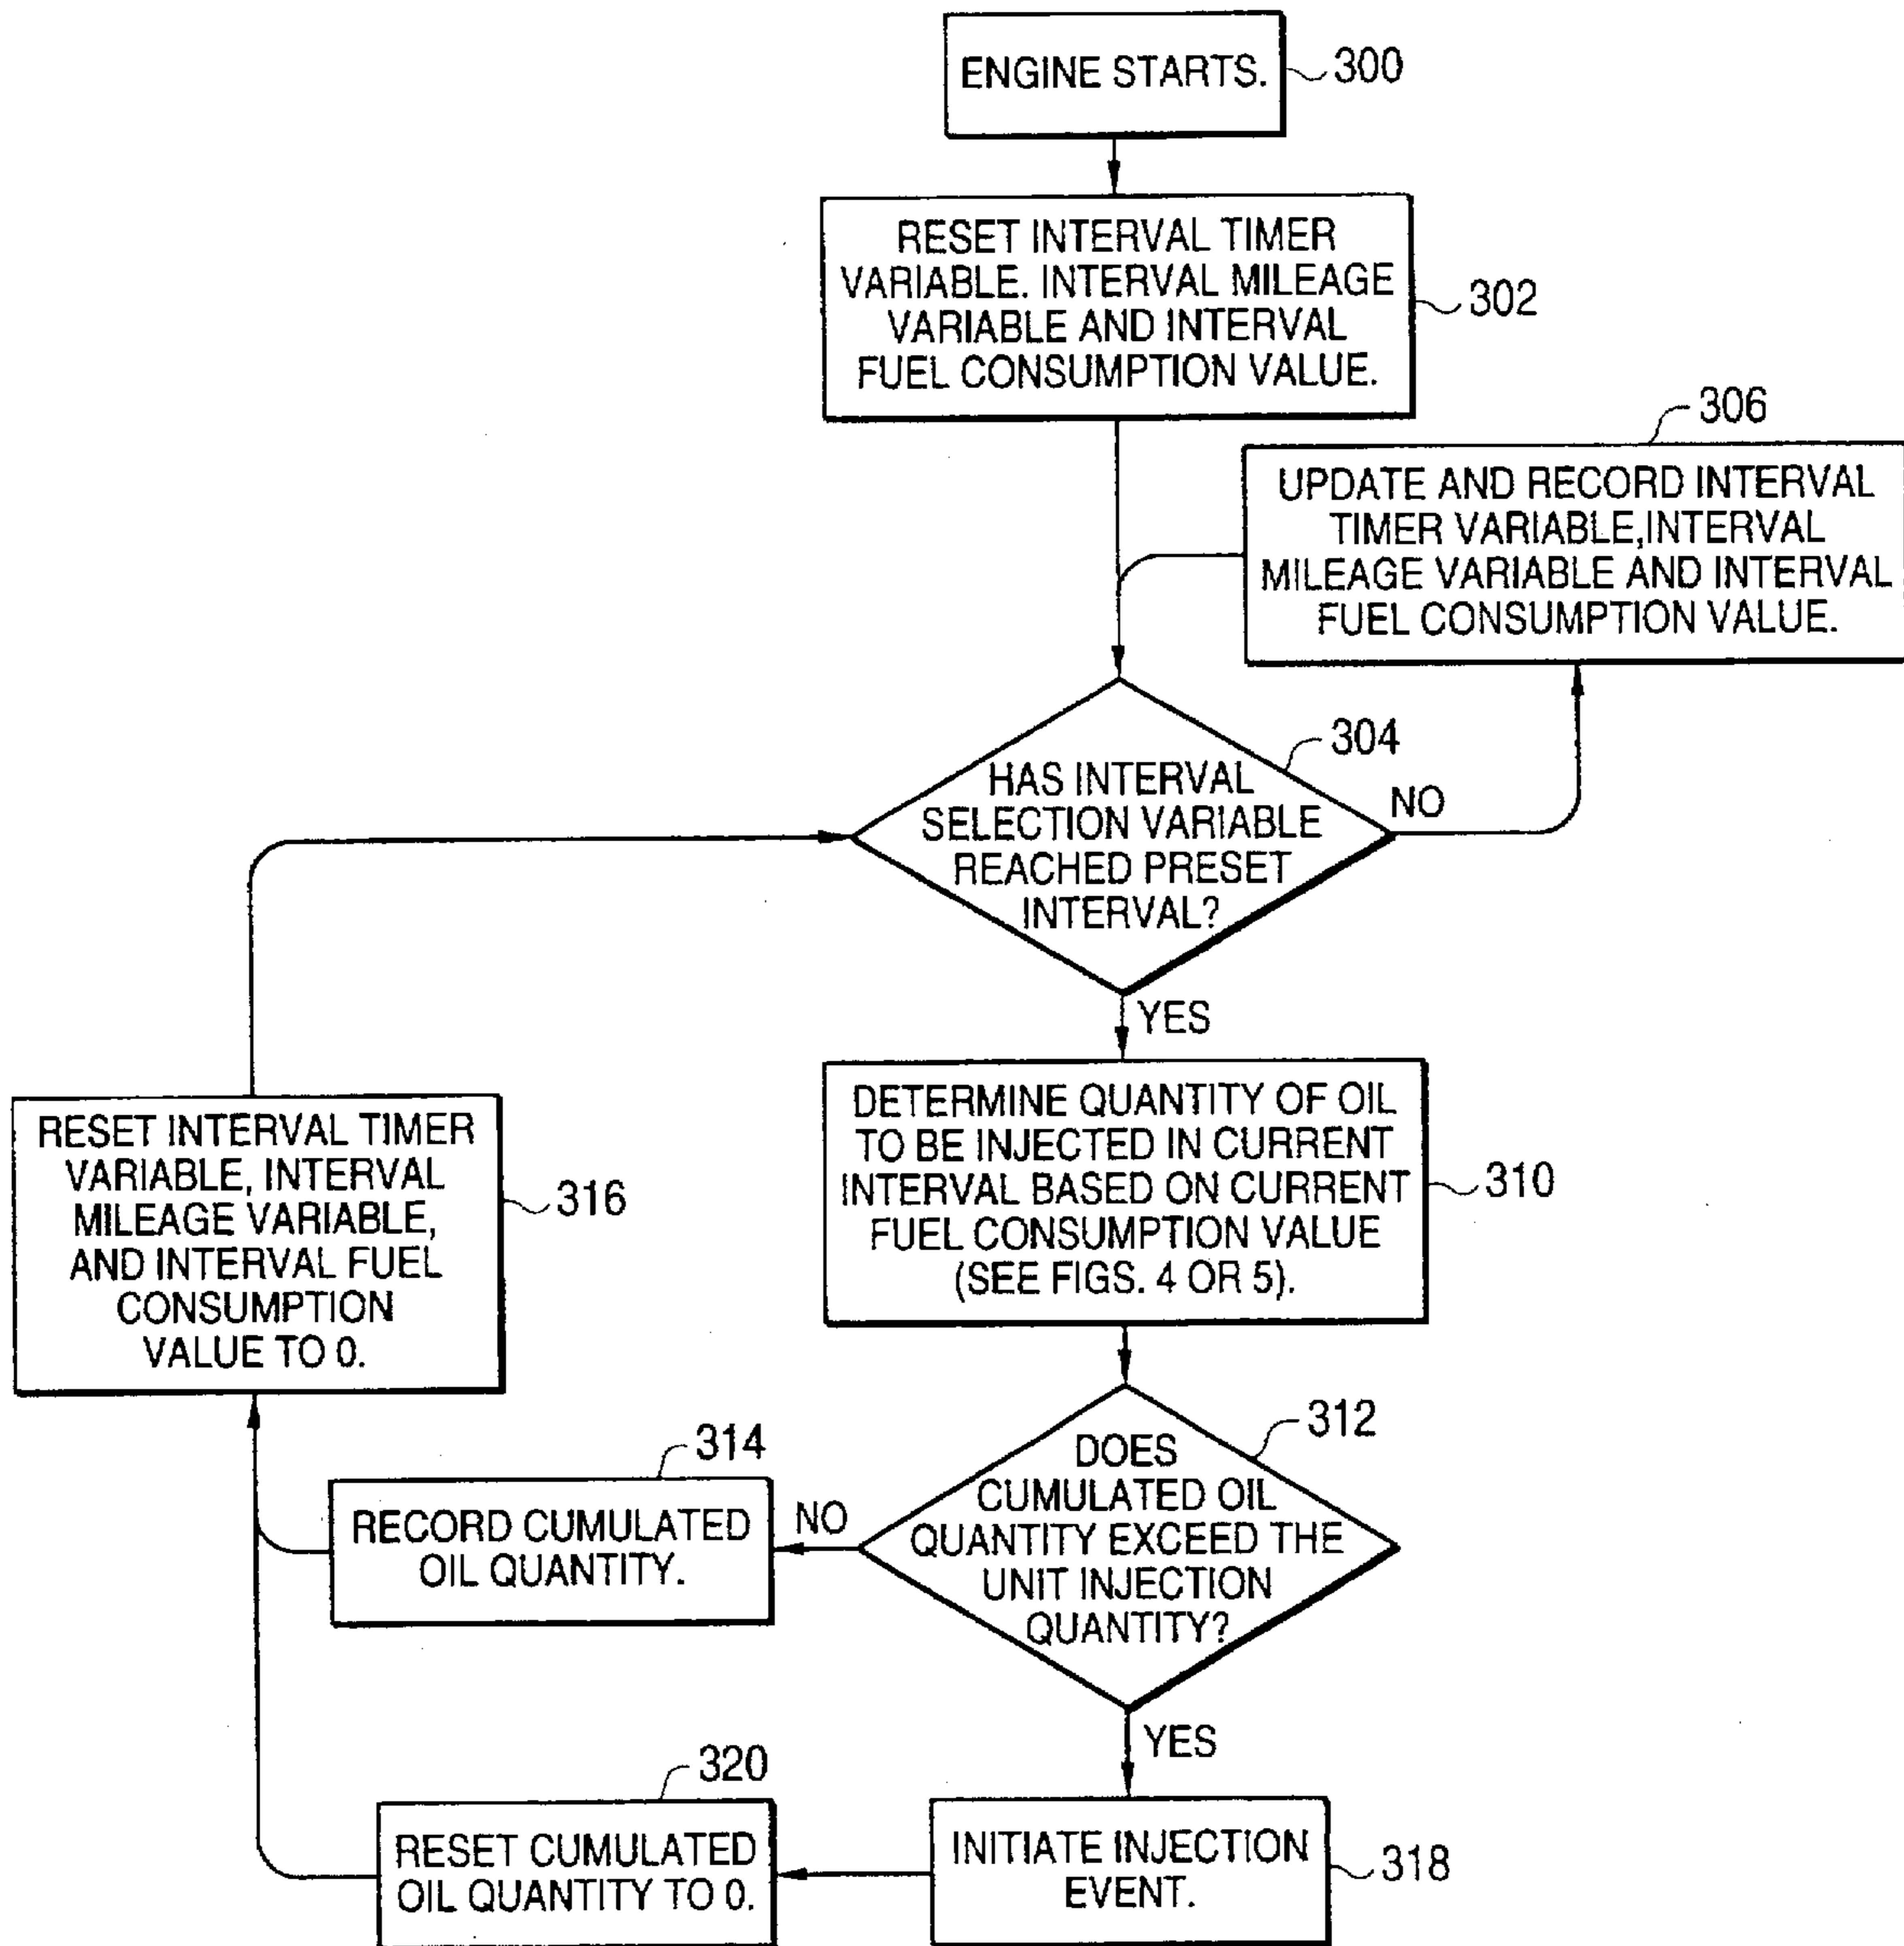 ENGINE STARTS.
300
RESET INTERVAL TIMER
VARIABLE. INTERVAL MILEAGE
VARIABLE AND INTERVAL
FUEL CONSUMPTION VALUE.
302
306
UPDATE AND RECORD INTERVAL
TIMER VARIABLE,INTERVAL
MILEAGE VARIABLE AND INTERVAL
FUEL CONSUMPTION VALUE.
304
HAS INTERVAL
SELECTION VARIABLE
REACHED PRESET
INTERVAL?
NO
YES
DETERMINE QUANTITY OF OIL
TO BE INJECTED IN CURRENT
INTERVAL BASED ON CURRENT
FUEL CONSUMPTION VALUE
(SEE FIGS. 4 OR 5).
310
RESET INTERVAL TIMER
VARIABLE, INTERVAL
MILEAGE VARIABLE,
AND INTERVAL FUEL
CONSUMPTION
VALUE TO 0.
316
312
DOES
CUMULATED OIL
QUANTITY EXCEED THE
UNIT INJECTION
QUANTITY?
NO
314
RECORD CUMULATED
OIL QUANTITY.
YES
320
RESET CUMULATED
OIL QUANTITY TO 0.
INITIATE INJECTION
EVENT.
318